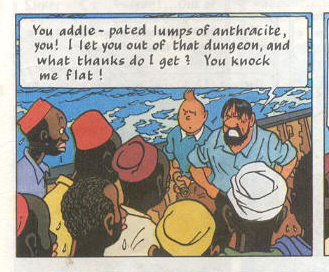 You addle-pated lumps of anthracite,
you! I let you out of that dungeon, and
what thanks do I get? You knock
me flat!